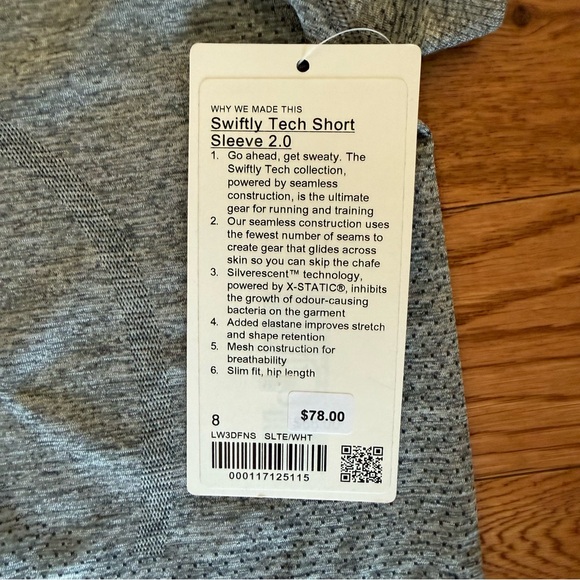 WHY WE MADE THIS
Swiftly Tech Short
Sleeve 2.0
1. Go ahead, get sweaty. The
Swiftly Tech collection,
powered by seamless
construction, is the ultimate
gear for running and training
2. Our seamless construction uses
the fewest number of seams to
create gear that glides across
skin so you can skip the chafe
3. Silverescent™ technology,
powered by X-STATIC®, inhibits
the growth of odour-causing
bacteria on the garment
4. Added elastane improves stretch
and shape retention
5. Mesh construction for
breathability
6. Slim fit, hip length
$78.00
8
LW3DFNS SLTE/WHT
000117125115